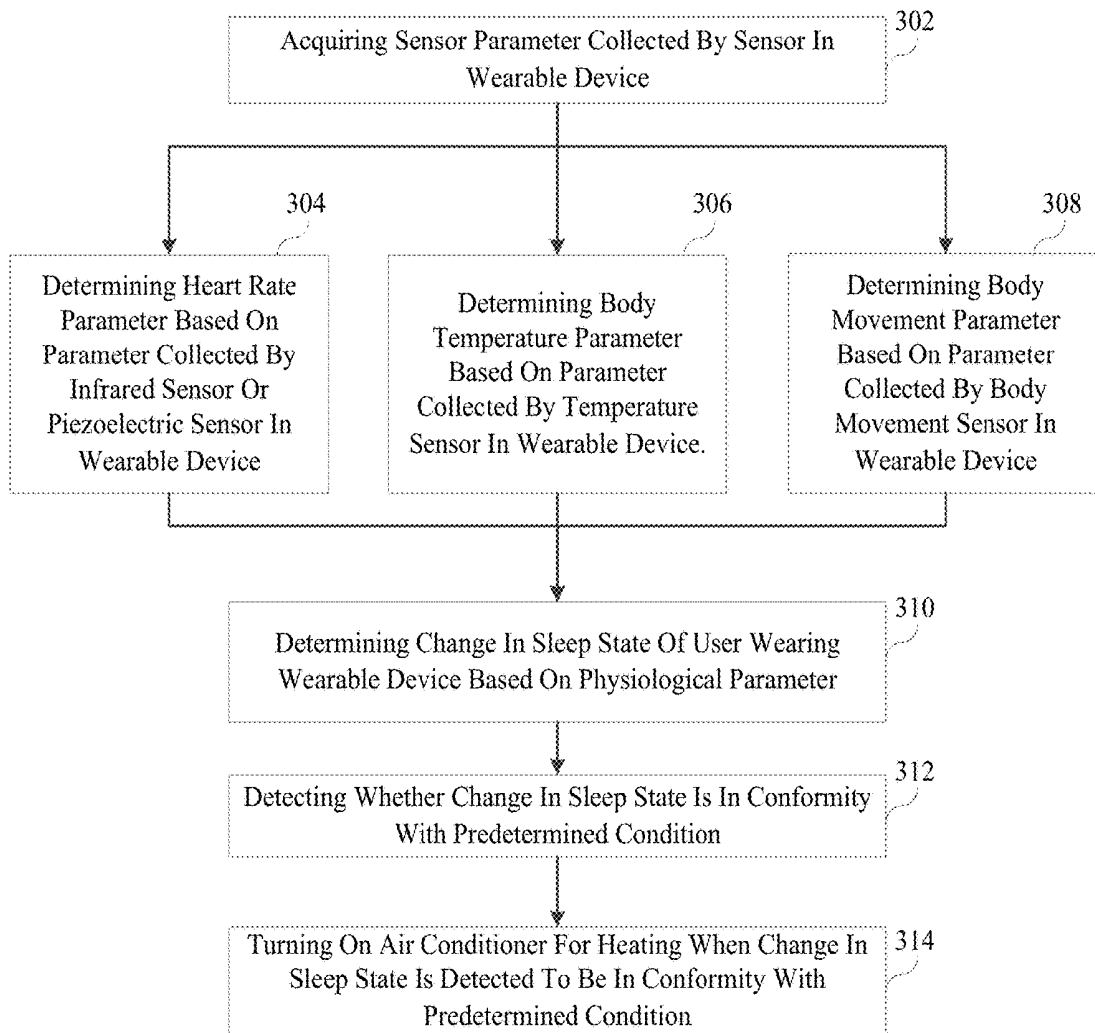 302
Acquiring Sensor Parameter Collected By Sensor In
Wearable Device
304
306
308
Determining Heart Rate
Parameter Based On
Parameter Collected By
Infrared Sensor Or
Piezoelectric Sensor In
Wearable Device
Determining Body
Temperature Parameter
Based On Parameter
Collected By Temperature
Sensor In Wearable Device.
Determining Body
Movement Parameter
Based On Parameter
Collected By Body
Movement Sensor In
Wearable Device
310
Determining Change In Sleep State Of User Wearing
Wearable Device Based On Physiological Parameter
312
Detecting Whether Change In Sleep State Is In Conformity
With Predetermined Condition
314
Turning On Air Conditioner For Heating When Change In
Sleep State Is Detected To Be In Conformity With
Predetermined Condition